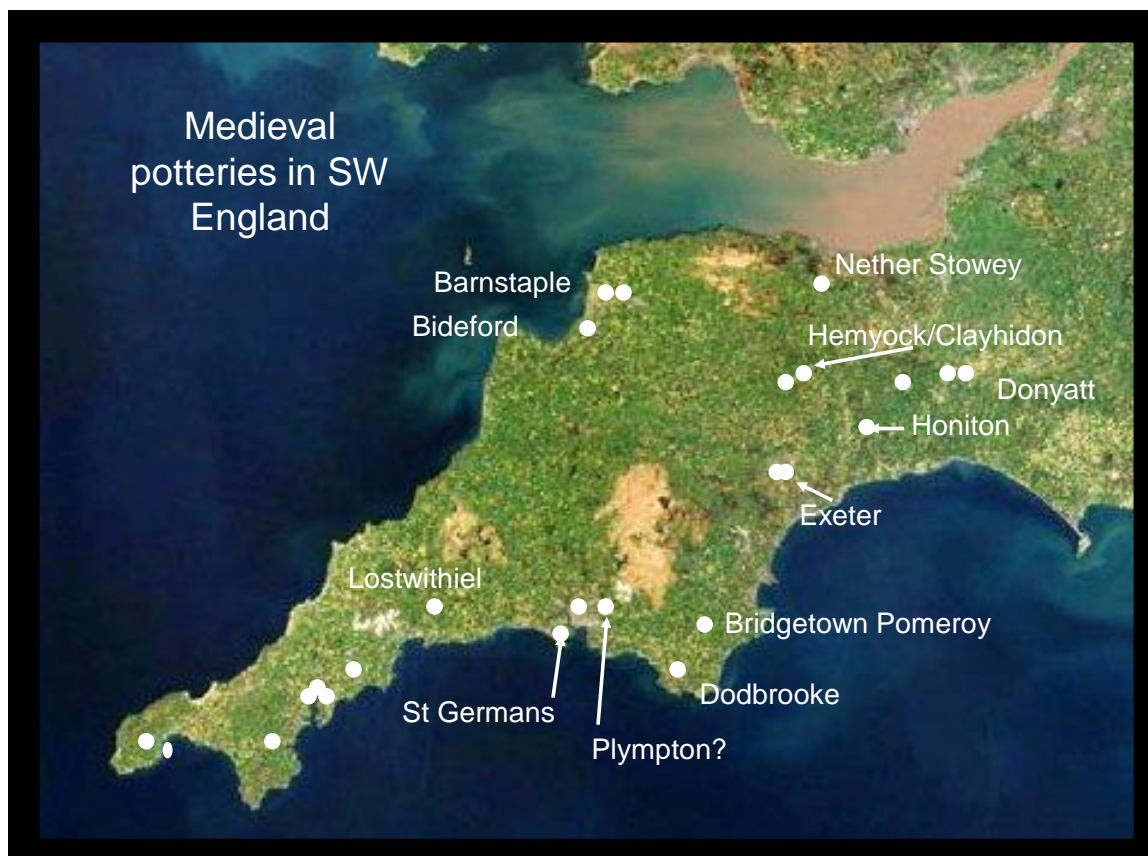 Medieval
potteries in SW
England
Nether Stowey
Barnstaple
Bideford
Hemyock/Clayhidon
Donyatt
Honiton
Exeter
Lostwithiel
Bridgetown Pomeroy
Dodbrooke
St Germans
Plympton?